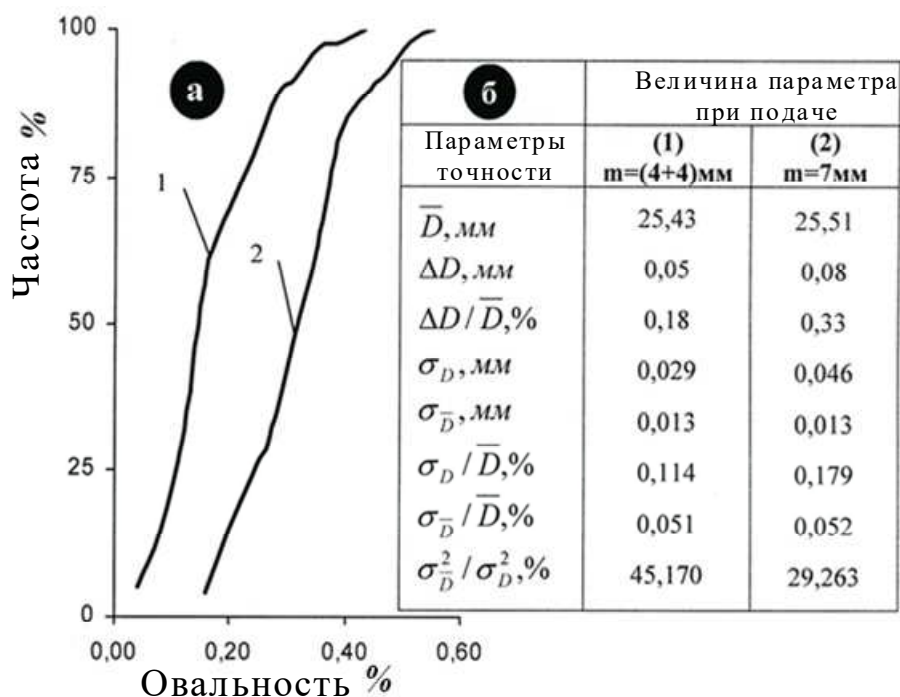 100
75
50
25
0
0,00 0,20 0,40 0,60
Частота %
Овальность %
а
1
2
б
Величина параметра
при подаче
Параметры
точности
(1)
m=(4+4)мм
(2)
m=7мм
D̅, мм 25,43 25,51
ΔD, мм 0,05 0,08
ΔD / D̅,% 0,18 0,33
σ_D, мм 0,029 0,046
σ_D̅, мм 0,013 0,013
σ_D / D̅,% 0,114 0,179
σ_D̅ / D̅,% 0,051 0,052
σ²_D̅ / σ²_D,% 45,170 29,263